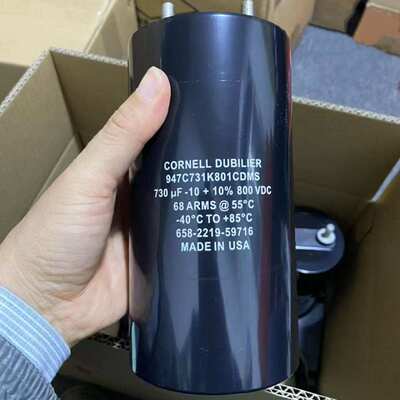 CORNELL DUBILIER
947C731K801CDMS
730 µF -10 + 10% 800 VDC
68 ARMS @ 55°C
-40°C TO +85°C
658-2219-59716
MADE IN USA